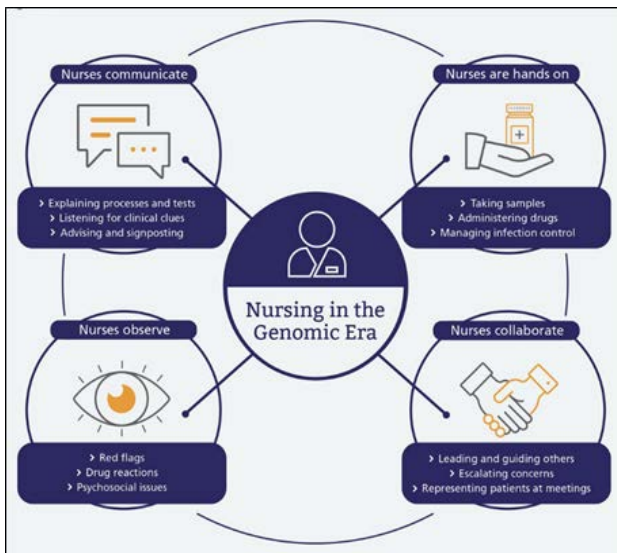 Nurses communicate
> Explaining processes and tests
> Listening for clinical clues
> Advising and signposting
Nurses are hands on
> Taking samples
> Administering drugs
> Managing infection control
Nursing in the
Genomic Era
Nurses observe
> Red flags
> Drug reactions
> Psychosocial issues
Nurses collaborate
> Leading and guiding others
> Escalating concerns
> Representing patients at meetings